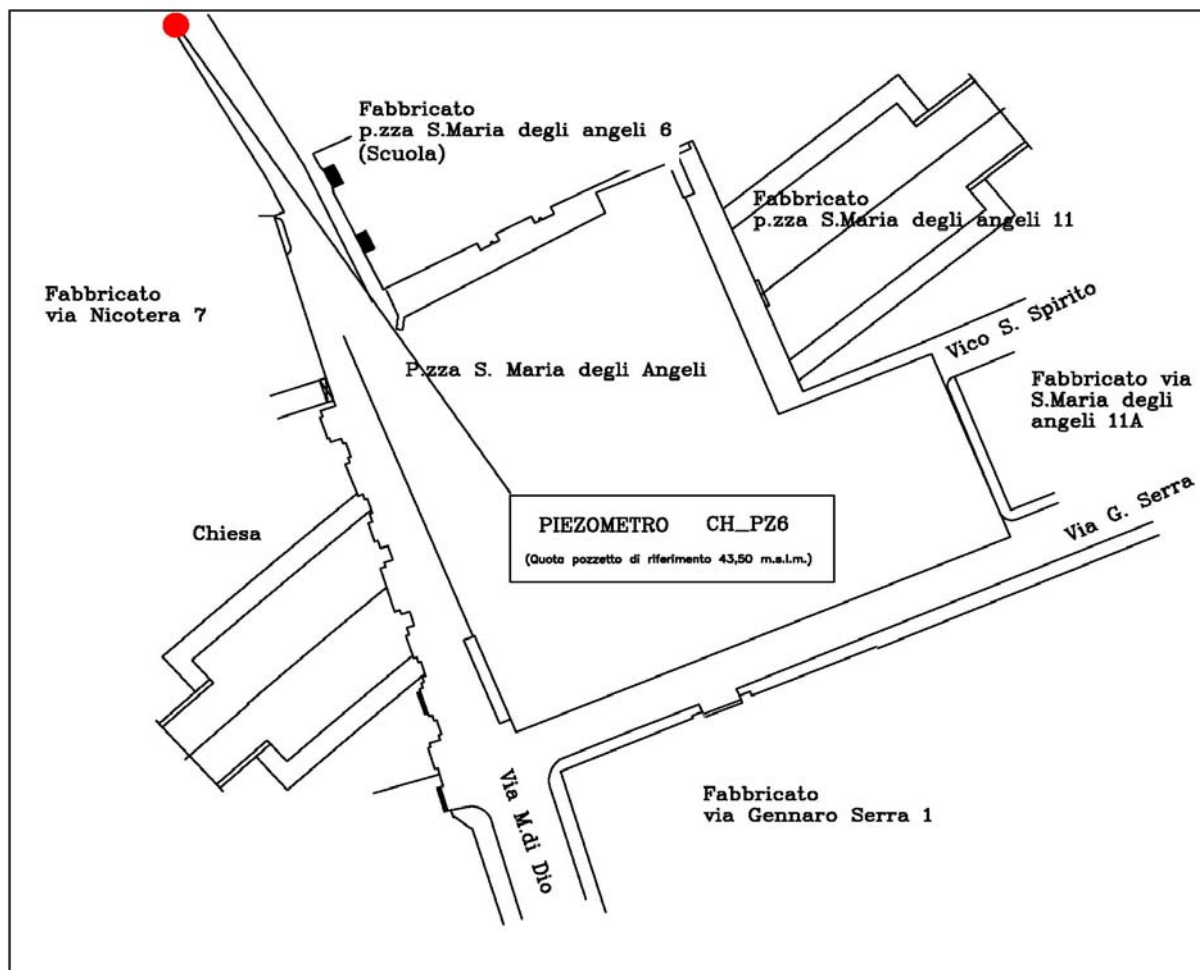 Fabbricato
p.zza S.Maria degli angeli 6
(Scuola)
Fabbricato
p.zza S.Maria degli angeli 11
Fabbricato
via Nicotera 7
Vico S. Spirito
P.zza S. Maria degli Angeli
Fabbricato via
S.Maria degli
angeli 11A
Via G. Serra
PIEZOMETRO CH_PZ6
(Quota pozzetto di riferimento 43,50 m.s.l.m.)
Chiesa
Via M.di Dio
Fabbricato
via Gennaro Serra 1